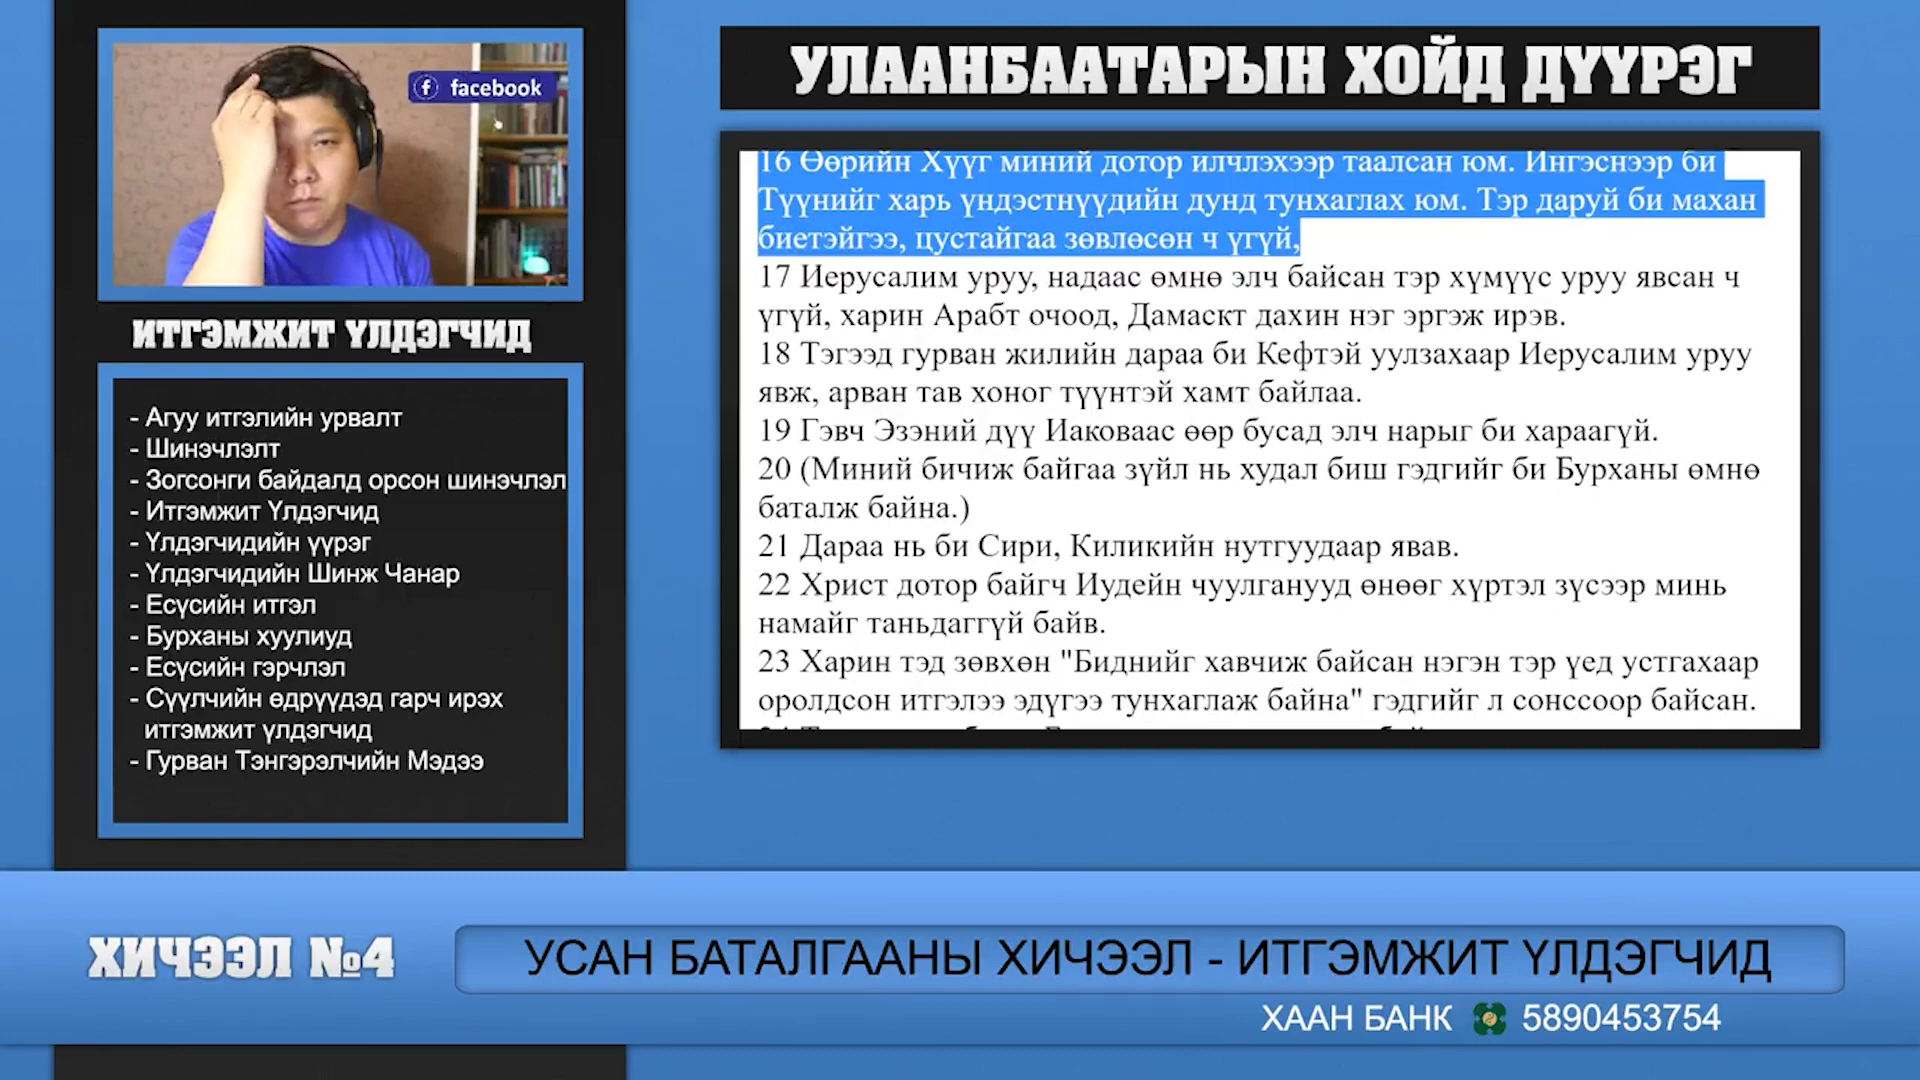 facebook
ИТГЭМЖИТ ҮЛДЭГЧИД
- Агуу итгэлийн урвалт
- Шинэчлэлт
- Зогсонги байдалд орсон шинэчлэл
- Итгэмжит Үлдэгчид
- Үлдэгчидийн үүрэг
- Үлдэгчидийн Шинж Чанар
- Есүсийн итгэл
- Бурханы хуулиуд
- Есүсийн гэрчлэл
- Сүүлчийн өдрүүдэд гарч ирэх
итгэмжит үлдэгчид
- Гурван Тэнгэрэлчийн Мэдээ
УЛААНБААТАРЫН ХОЙД ДҮҮРЭГ
16 Өөрийн Хүүг миний дотор илчлэхээр таалсан юм. Ингэснээр би
Түүнийг харь үндэстнүүдийн дунд тунхаглах юм. Тэр даруй би махан
биетэйгээ, цустайгаа зөвлөсөн ч үгүй,
17 Иерусалим уруу, надаас өмнө элч байсан тэр хүмүүс уруу явсан ч
үгүй, харин Арабт очоод, Дамаскт дахин нэг эргэж ирэв.
18 Тэгээд гурван жилийн дараа би Кефтэй уулзахаар Иерусалим уруу
явж, арван тав хоног түүнтэй хамт байлаа.
19 Гэвч Эзэний дүү Иаковаас өөр бусад элч нарыг би хараагүй.
20 (Миний бичиж байгаа зүйл нь худал биш гэдгийг би Бурханы өмнө
баталж байна.)
21 Дараа нь би Сири, Киликийн нутгуудаар явав.
22 Христ дотор байгч Иудейн чуулганууд өнөөг хүртэл зүсээр минь
намайг таньдаггүй байв.
23 Харин тэд зөвхөн "Биднийг хавчиж байсан нэгэн тэр үед устгахаар
оролдсон итгэлээ эдүгээ тунхаглаж байна" гэдгийг л сонссоор байсан.
ХИЧЭЭЛ №4
УСАН БАТАЛГААНЫ ХИЧЭЭЛ - ИТГЭМЖИТ ҮЛДЭГЧИД
ХААН БАНК 5890453754